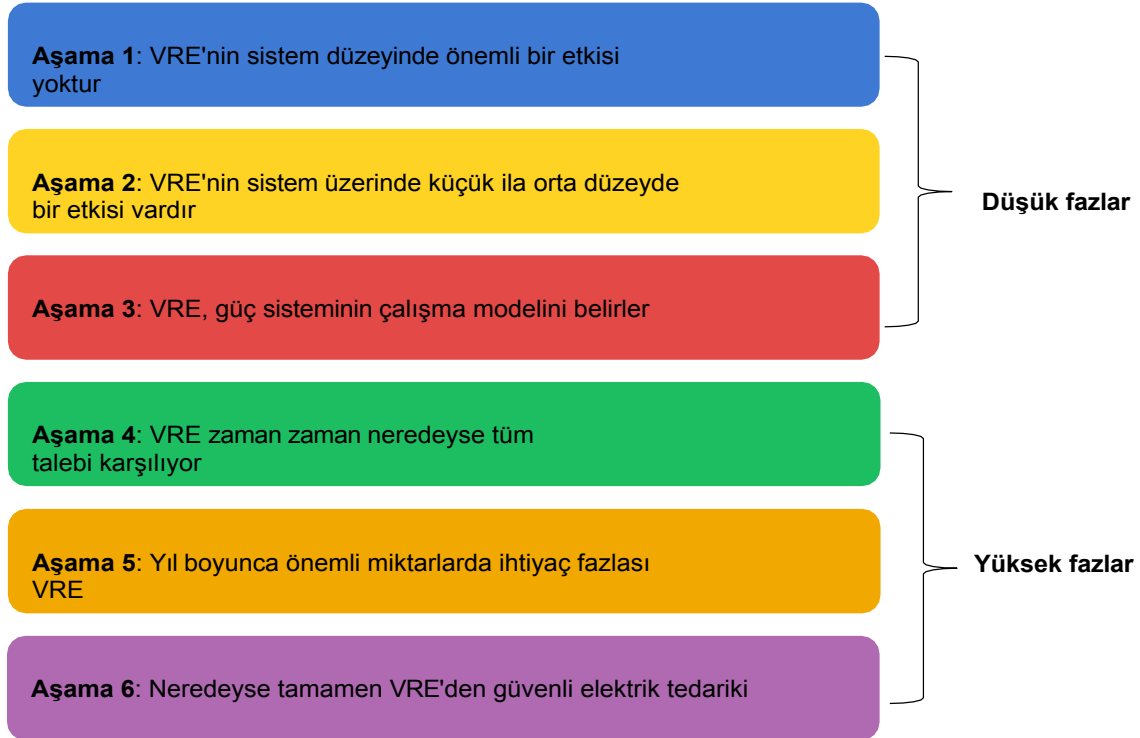 Aşama 1: VRE'nin sistem düzeyinde önemli bir etkisi
yoktur
Aşama 2: VRE'nin sistem üzerinde küçük ila orta düzeyde
bir etkisi vardır
Düşük fazlar
Aşama 3: VRE, güç sisteminin çalışma modelini belirler
Aşama 4: VRE zaman zaman neredeyse tüm
talebi karşılıyor
Aşama 5: Yıl boyunca önemli miktarlarda ihtiyaç fazlası
VRE
Yüksek fazlar
Aşama 6: Neredeyse tamamen VRE'den güvenli elektrik tedariki